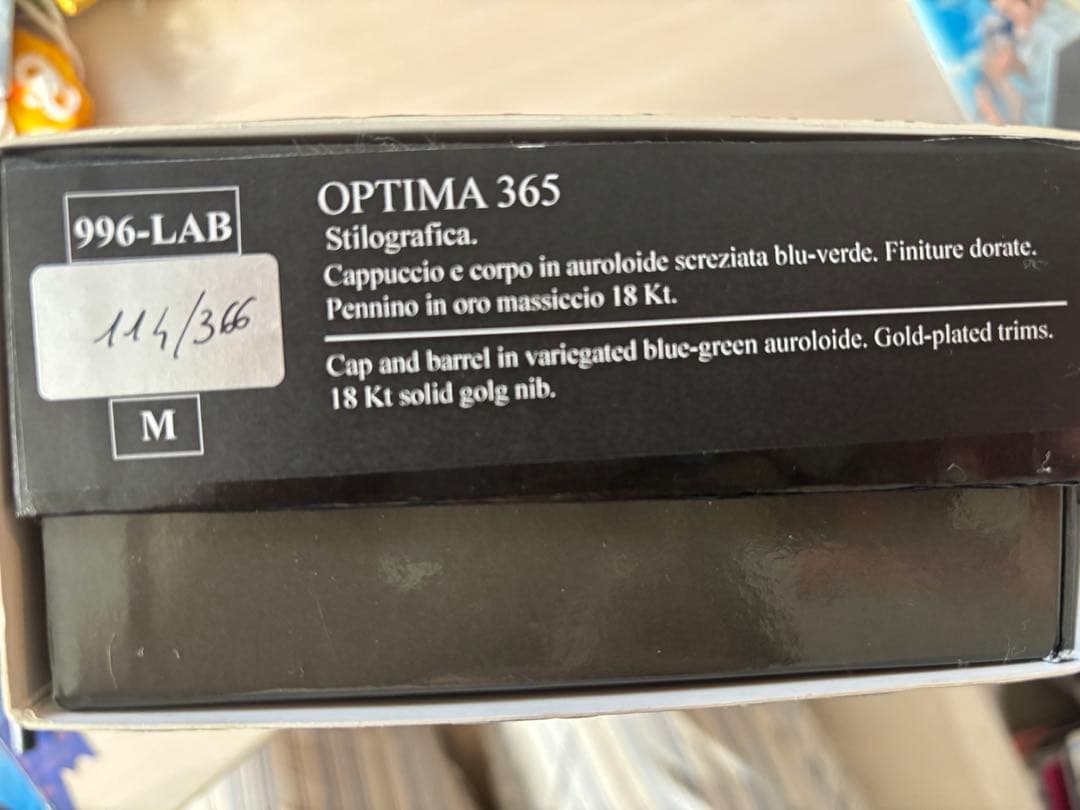 996-LAB
114/366
M
OPTIMA 365
Stilografica.
Cappuccio e corpo in auroloide screziata blu-verde. Finiture dorate.
Pennino in oro massiccio 18 Kt.
Cap and barrel in variegated blue-green auroloide. Gold-plated trims.
18 Kt solid golg nib.